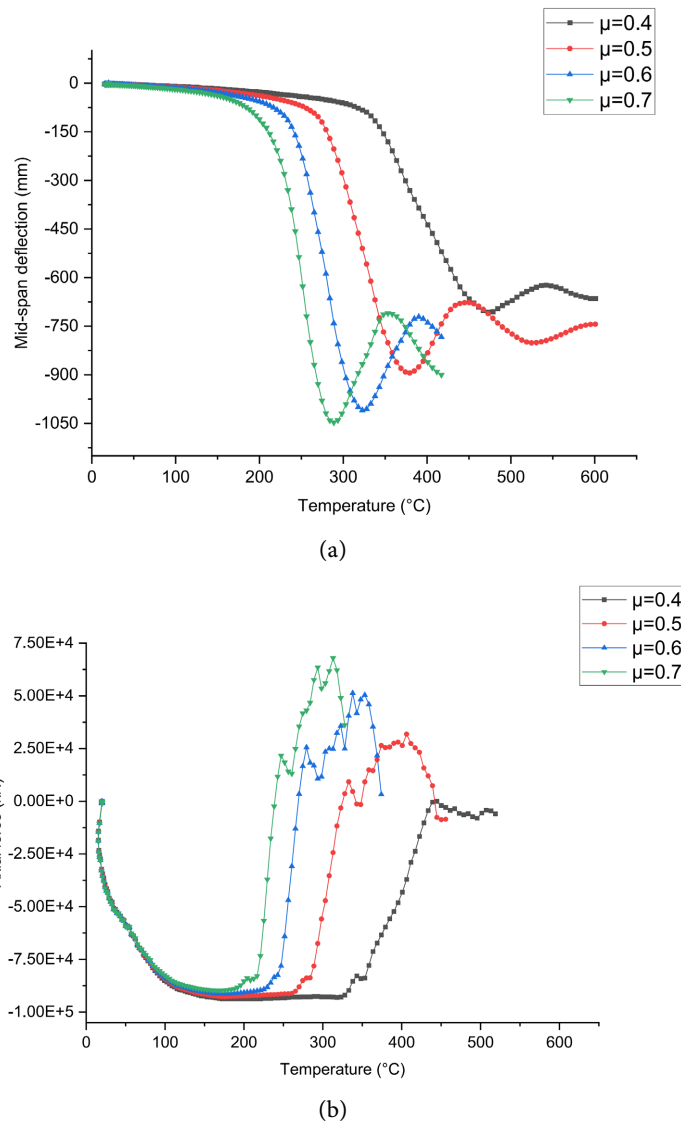 μ=0.4
μ=0.5
μ=0.6
μ=0.7
0
-150
-300
-450
-600
-750
-900
-1050
Mid-span deflection (mm)
0 100 200 300 400 500 600
Temperature (°C)
(a)
μ=0.4
μ=0.5
μ=0.6
μ=0.7
7.50E+4
5.00E+4
2.50E+4
0.00E+0
-2.50E+4
-5.00E+4
-7.50E+4
-1.00E+5
0 100 200 300 400 500 600
Temperature (°C)
(b)